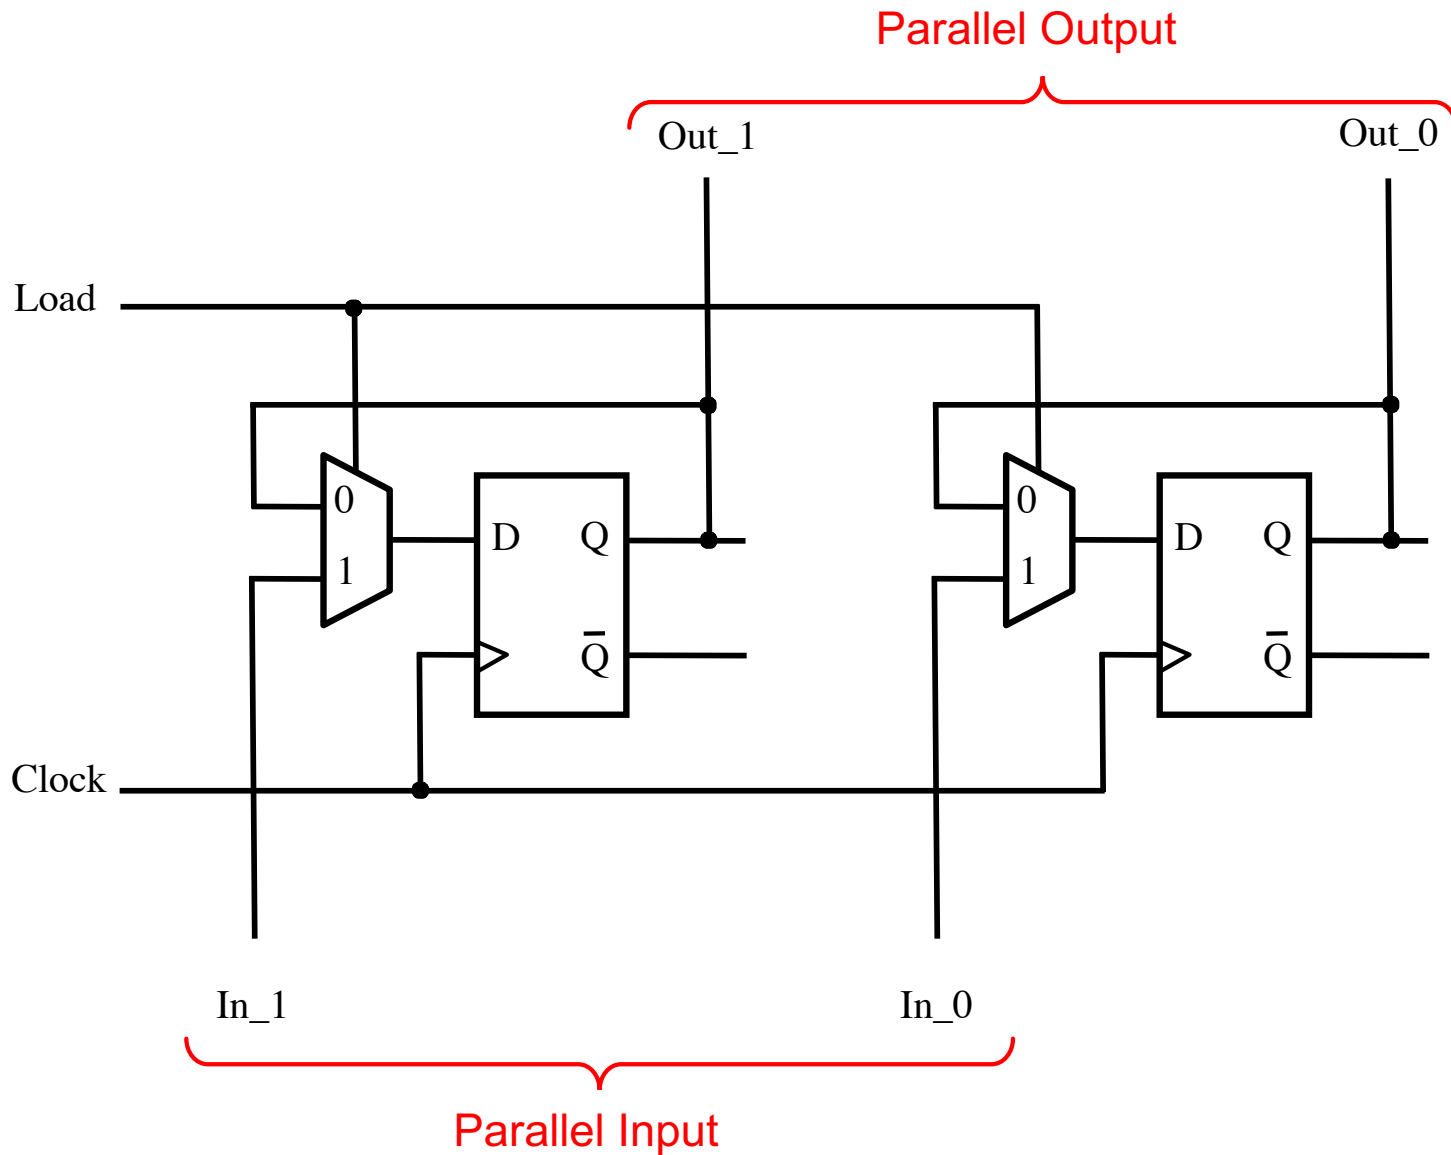 Parallel Output
Out_1
Out_0
Load
0
1
D
Q
Q̅
0
1
D
Q
Q̅
Clock
In_1
In_0
Parallel Input